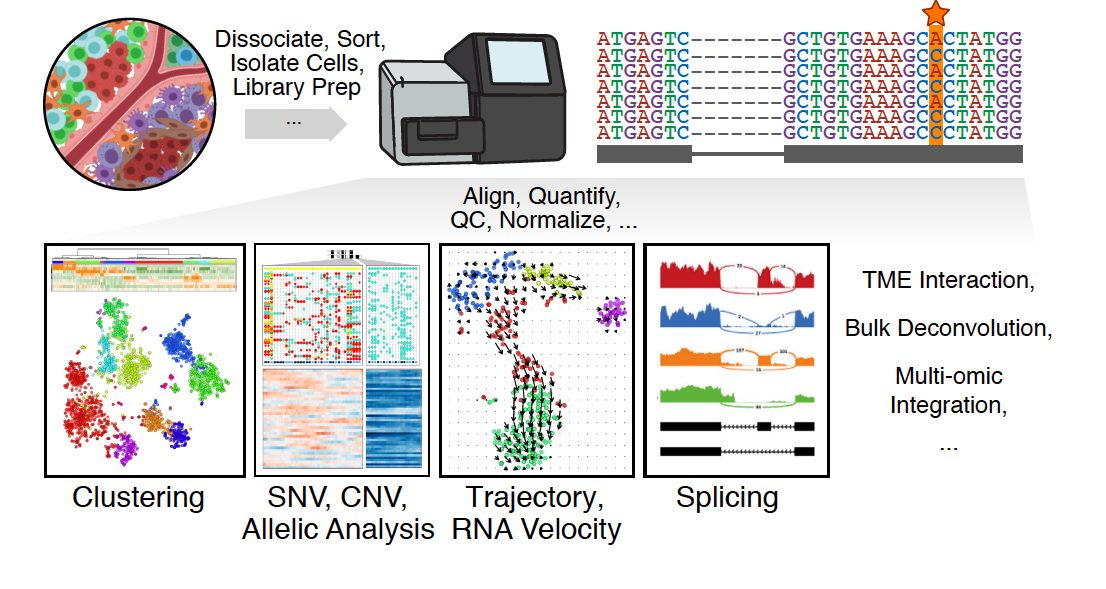 Dissociate, Sort,
Isolate Cells,
Library Prep
...
ATGAGTC-------GCTGTGAAAGCACTATGG
ATGAGTC-------GCTGTGAAAGCCCTATGG
ATGAGTC-------GCTGTGAAAGCACTATGG
ATGAGTC-------GCTGTGAAAGCCCTATGG
ATGAGTC-------GCTGTGAAAGCACTATGG
ATGAGTC-------GCTGTGAAAGCCCTATGG
ATGAGTC-------GCTGTGAAAGCCCTATGG
Align, Quantify,
QC, Normalize, ...
Clustering
SNV, CNV,
Allelic Analysis
Trajectory,
RNA Velocity
Splicing
TME Interaction,
Bulk Deconvolution,
Multi-omic
Integration,
...